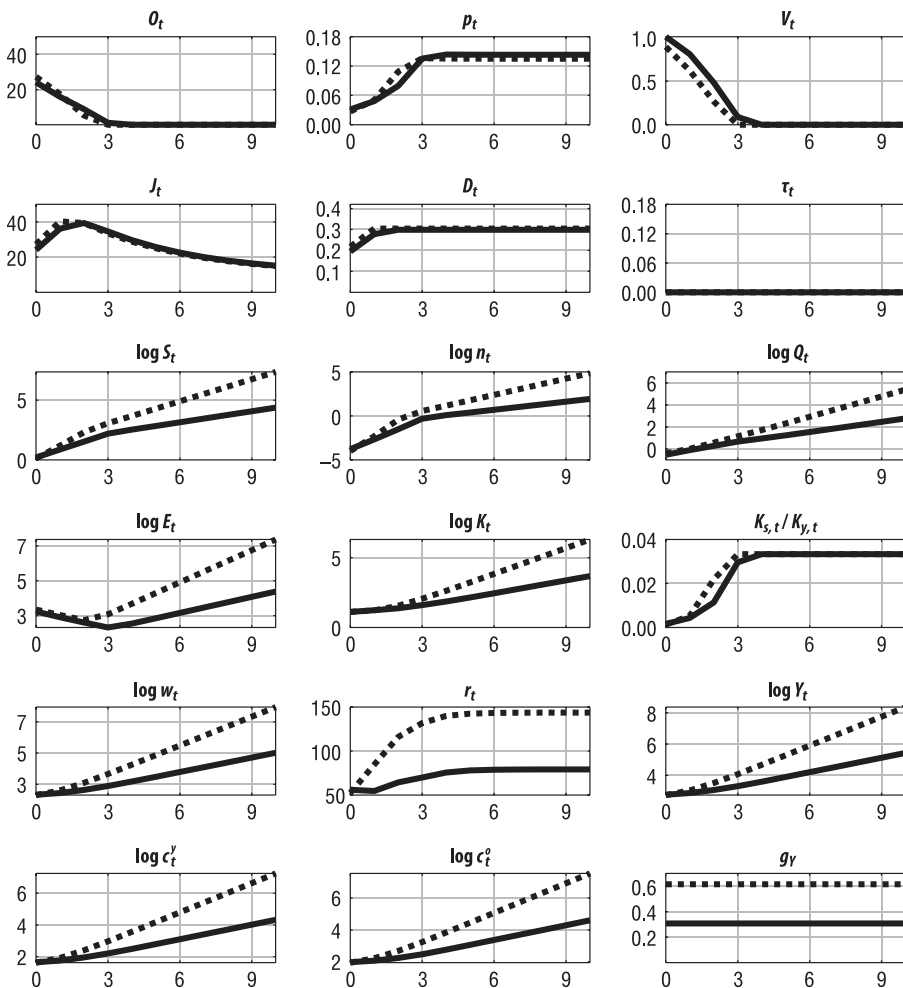 O_t p_t V_t
40 0.18 1.0
20 0.12 0.5
0.06
0.00 0.0
0 3 6 9 0 3 6 9 0 3 6 9
J_t D_t τ_t
40 0.4 0.18
0.3 0.12
20 0.2 0.06
0.1 0.00
0 3 6 9 0 3 6 9 0 3 6 9
log S_t log n_t log Q_t
5 5 6
0 4
2
0 −5 0
0 3 6 9 0 3 6 9 0 3 6 9
log E_t log K_t K_{s, t} / K_{y, t}
7 5 0.04
5 0.02
3 0 0.00
0 3 6 9 0 3 6 9 0 3 6 9
log w_t r_t log Y_t
7 150 8
5 100 6
3 50 4
0 3 6 9 0 3 6 9 0 3 6 9
log c_t^y log c_t^o g_Y
6 6 0.6
4 4 0.4
2 2 0.2
0 3 6 9 0 3 6 9 0 3 6 9